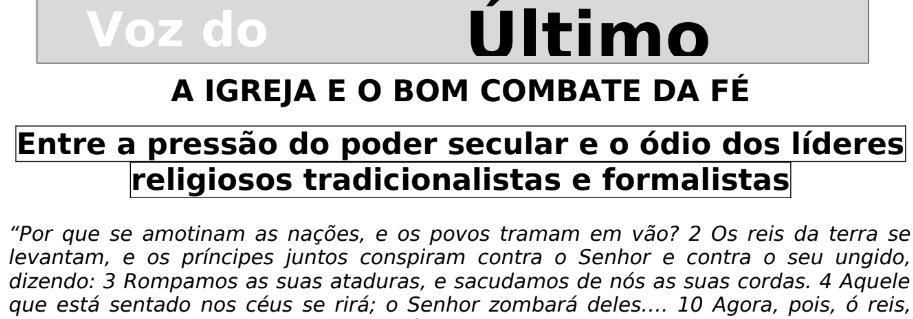 Voz do Último
A IGREJA E O BOM COMBATE DA FÉ
Entre a pressão do poder secular e o ódio dos líderes
religiosos tradicionalistas e formalistas
“Por que se amotinam as nações, e os povos tramam em vão? 2 Os reis da terra se
levantam, e os príncipes juntos conspiram contra o Senhor e contra o seu ungido,
dizendo: 3 Rompamos as suas ataduras, e sacudamos de nós as suas cordas. 4 Aquele
que está sentado nos céus se rirá; o Senhor zombará deles.... 10 Agora, pois, ó reis,